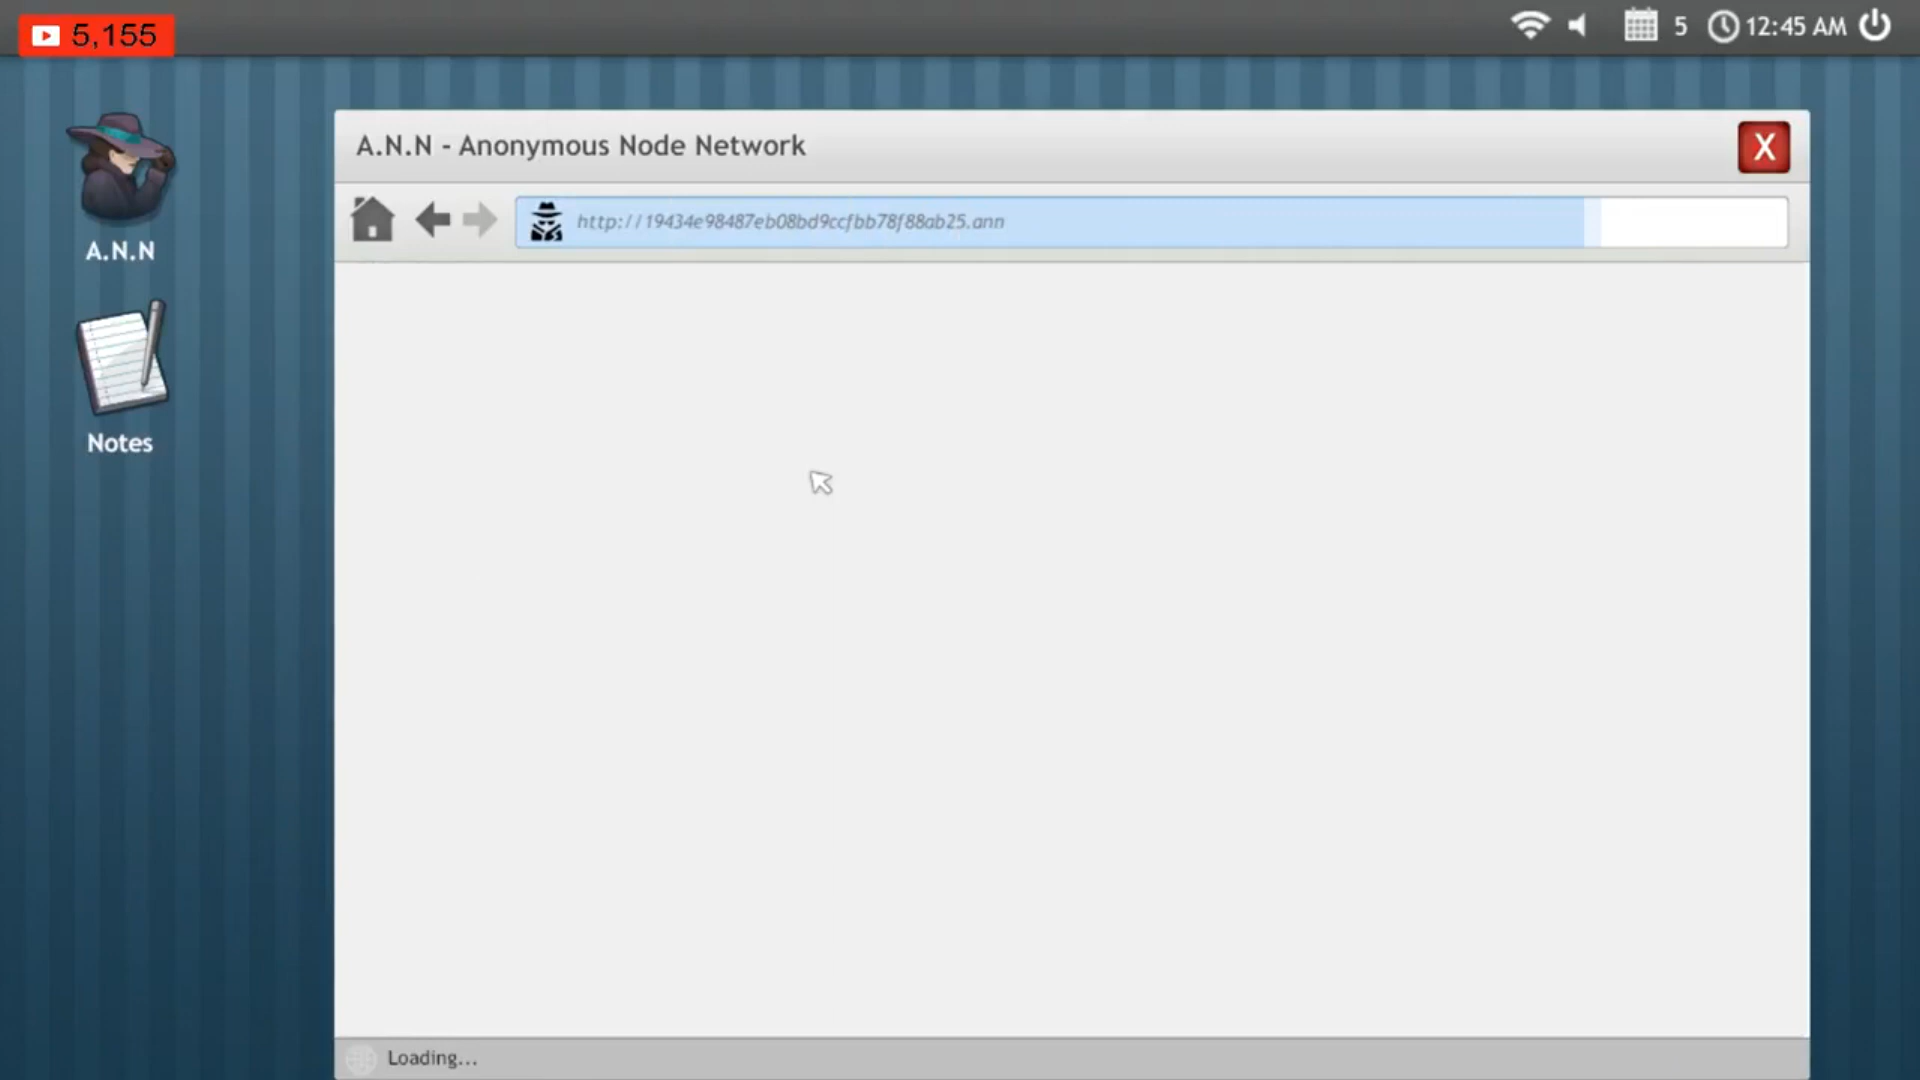 5,155
5
12:45 AM
A.N.N - Anonymous Node Network
X
http://19434e98487eb08bd9ccfbb78f88ab25.ann
A.N.N
Notes
Loading...